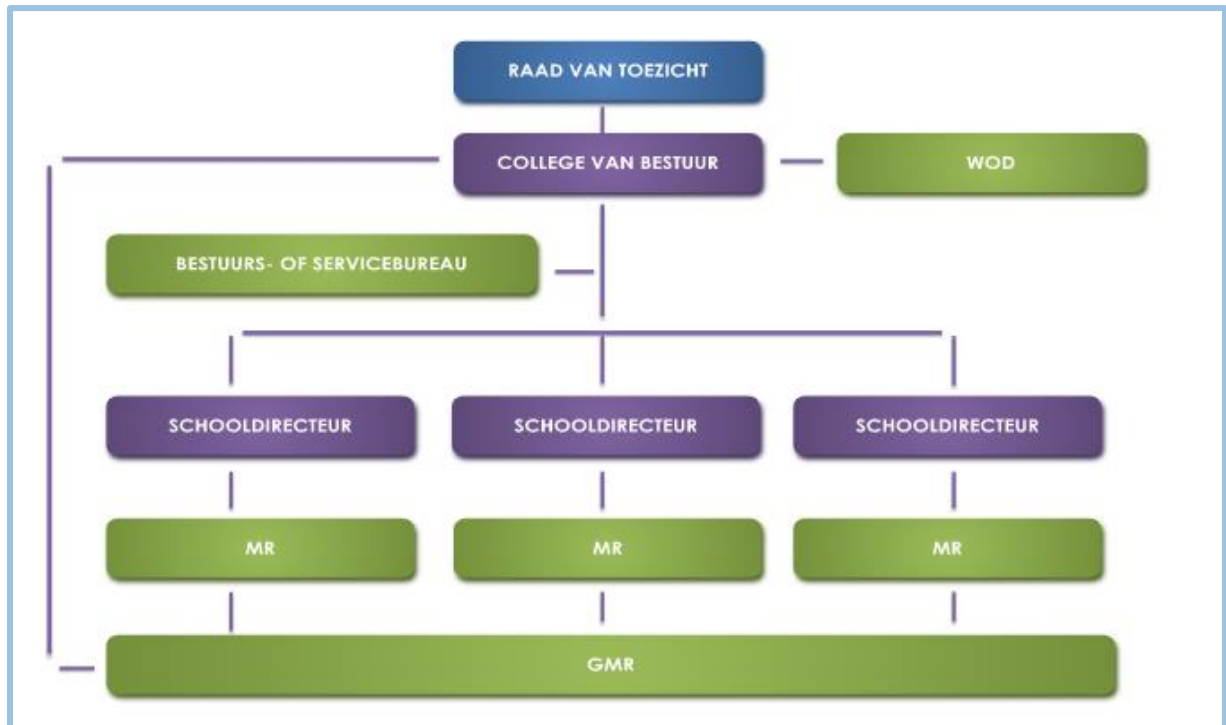 RAAD VAN TOEZICHT
COLLEGE VAN BESTUUR
WOD
BESTUURS- OF SERVICEBUREAU
SCHOOLDIRECTEUR
SCHOOLDIRECTEUR
SCHOOLDIRECTEUR
MR
MR
MR
GMR